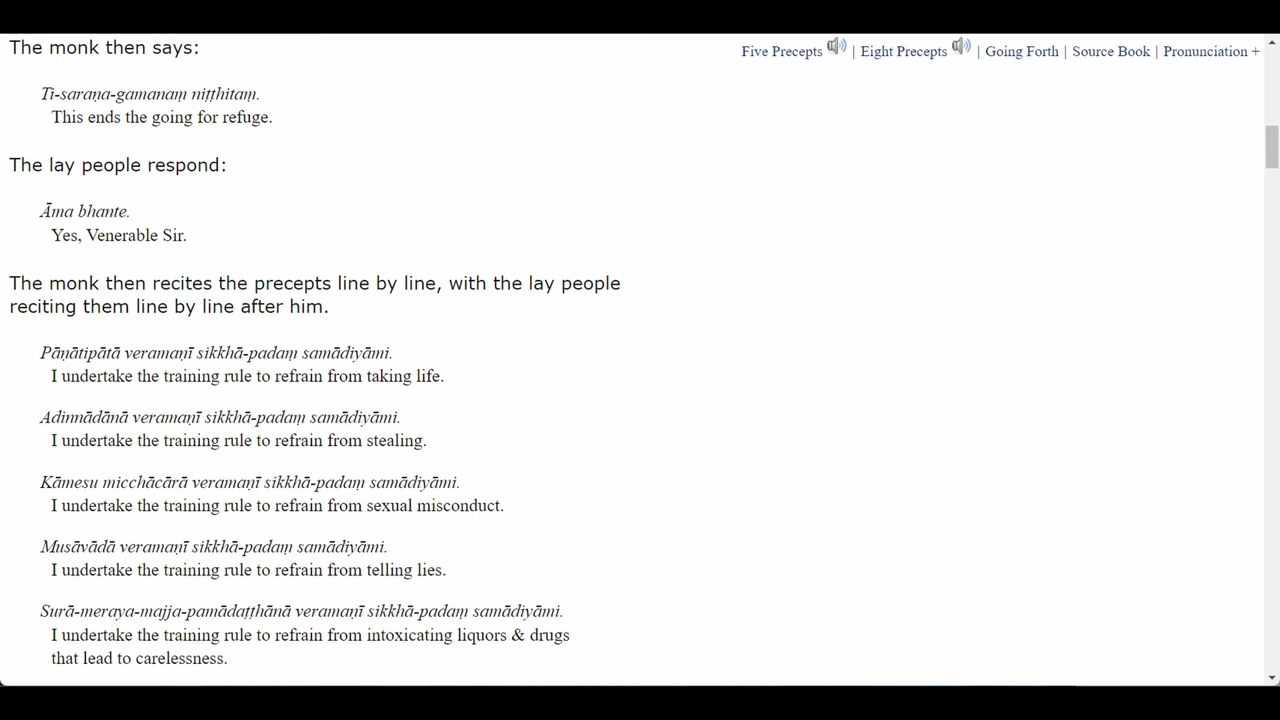 The monk then says:
Five Precepts | Eight Precepts | Going Forth | Source Book | Pronunciation +
Ti-saraṇa-gamanaṃ niṭṭhitaṃ.
This ends the going for refuge.
The lay people respond:
Āma bhante.
Yes, Venerable Sir.
The monk then recites the precepts line by line, with the lay people
reciting them line by line after him.
Pāṇātipātā veramaṇī sikkhā-padaṃ samādiyāmi.
I undertake the training rule to refrain from taking life.
Adinnādānā veramaṇī sikkhā-padaṃ samādiyāmi.
I undertake the training rule to refrain from stealing.
Kāmesu micchācārā veramaṇī sikkhā-padaṃ samādiyāmi.
I undertake the training rule to refrain from sexual misconduct.
Musāvādā veramaṇī sikkhā-padaṃ samādiyāmi.
I undertake the training rule to refrain from telling lies.
Surā-meraya-majja-pamādaṭṭhānā veramaṇī sikkhā-padaṃ samādiyāmi.
I undertake the training rule to refrain from intoxicating liquors & drugs
that lead to carelessness.